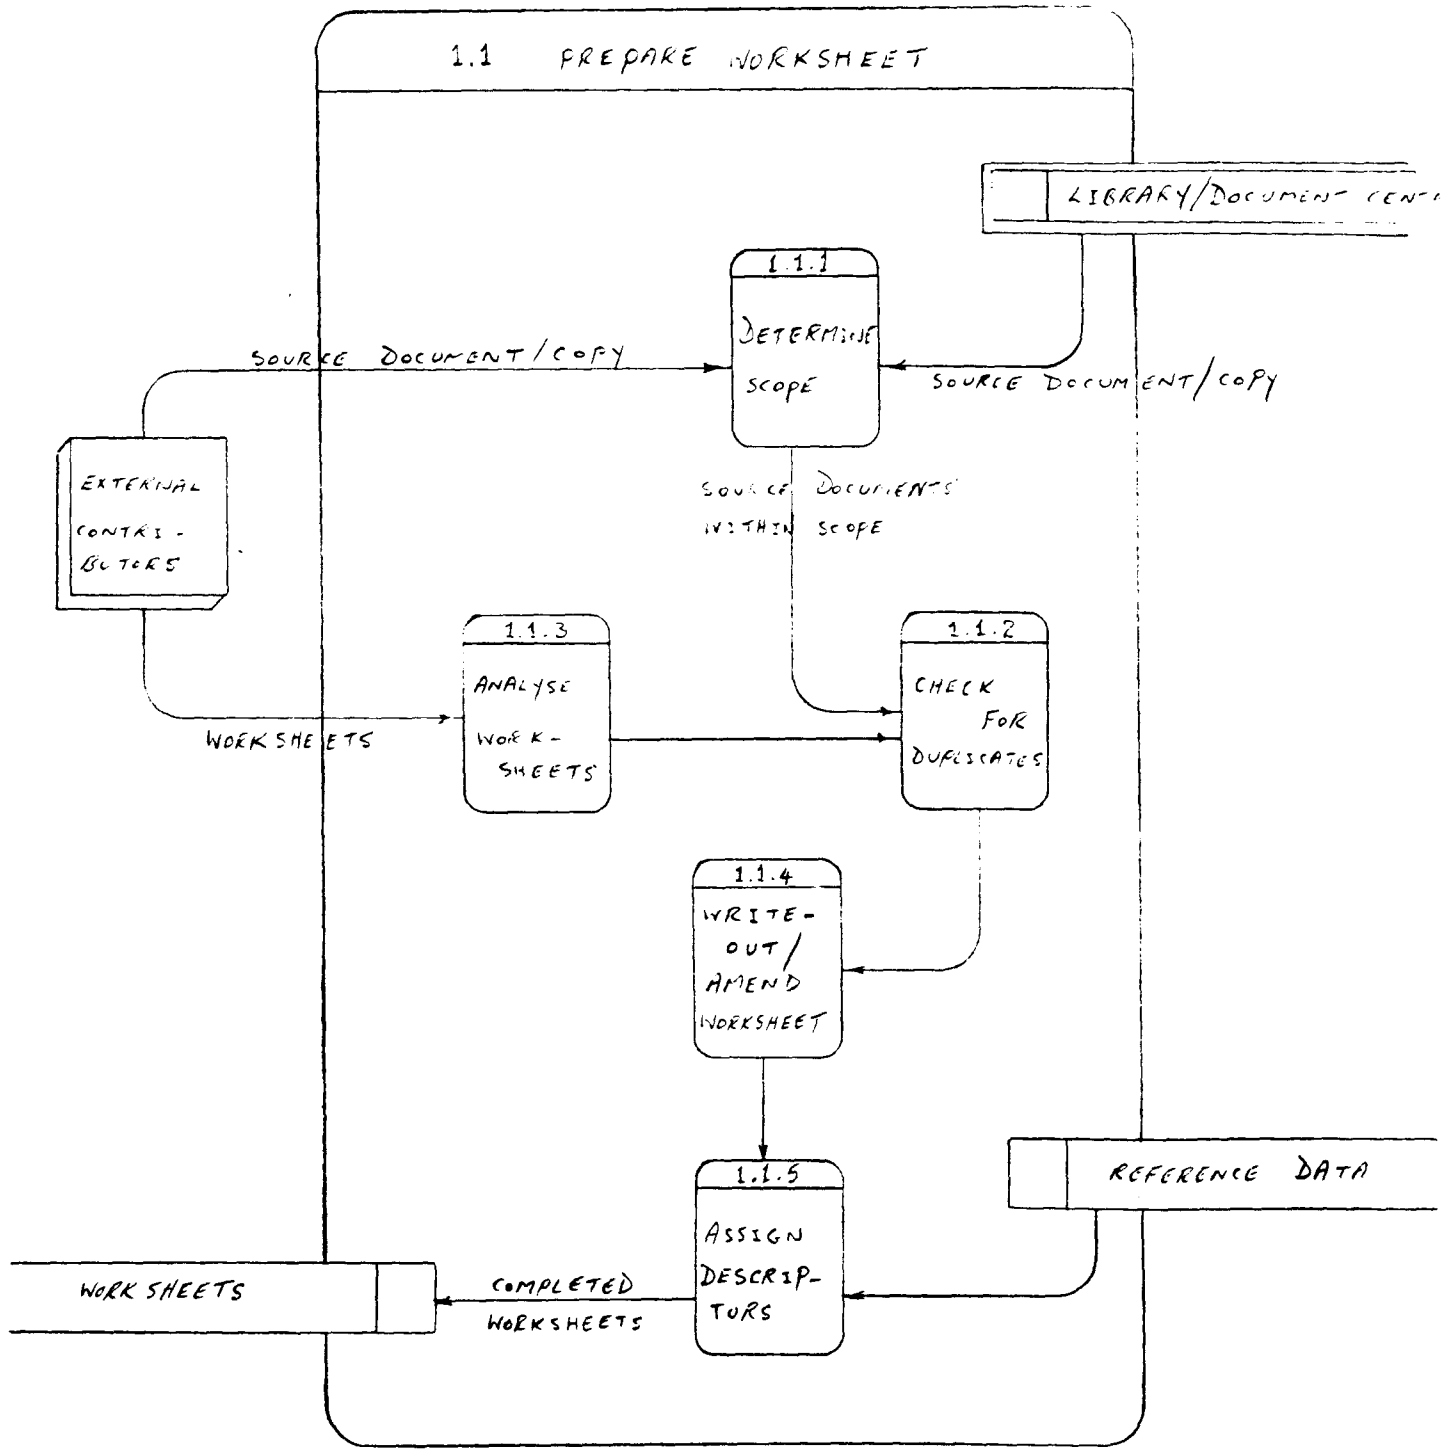 1.1 PREPARE WORKSHEET
LIBRARY/DOCUMENT
1.1.1
DETERMINE
SCOPE
SOURCE DOCUMENT/COPY
SOURCE DOCUMENT/COPY
EXTERNAL
CONTRI-
BUTORS
SOURCE DOCUMENTS
WITHIN SCOPE
1.1.3
ANALYSE
WORK-
SHEETS
1.1.2
CHECK
FOR
DUPLICATES
WORKSHEETS
1.1.4
WRITE-
OUT/
AMEND
WORKSHEET
1.1.5
ASSIGN
DESCRIP-
TORS
REFERENCE DATA
WORKSHEETS
COMPLETED
WORKSHEETS